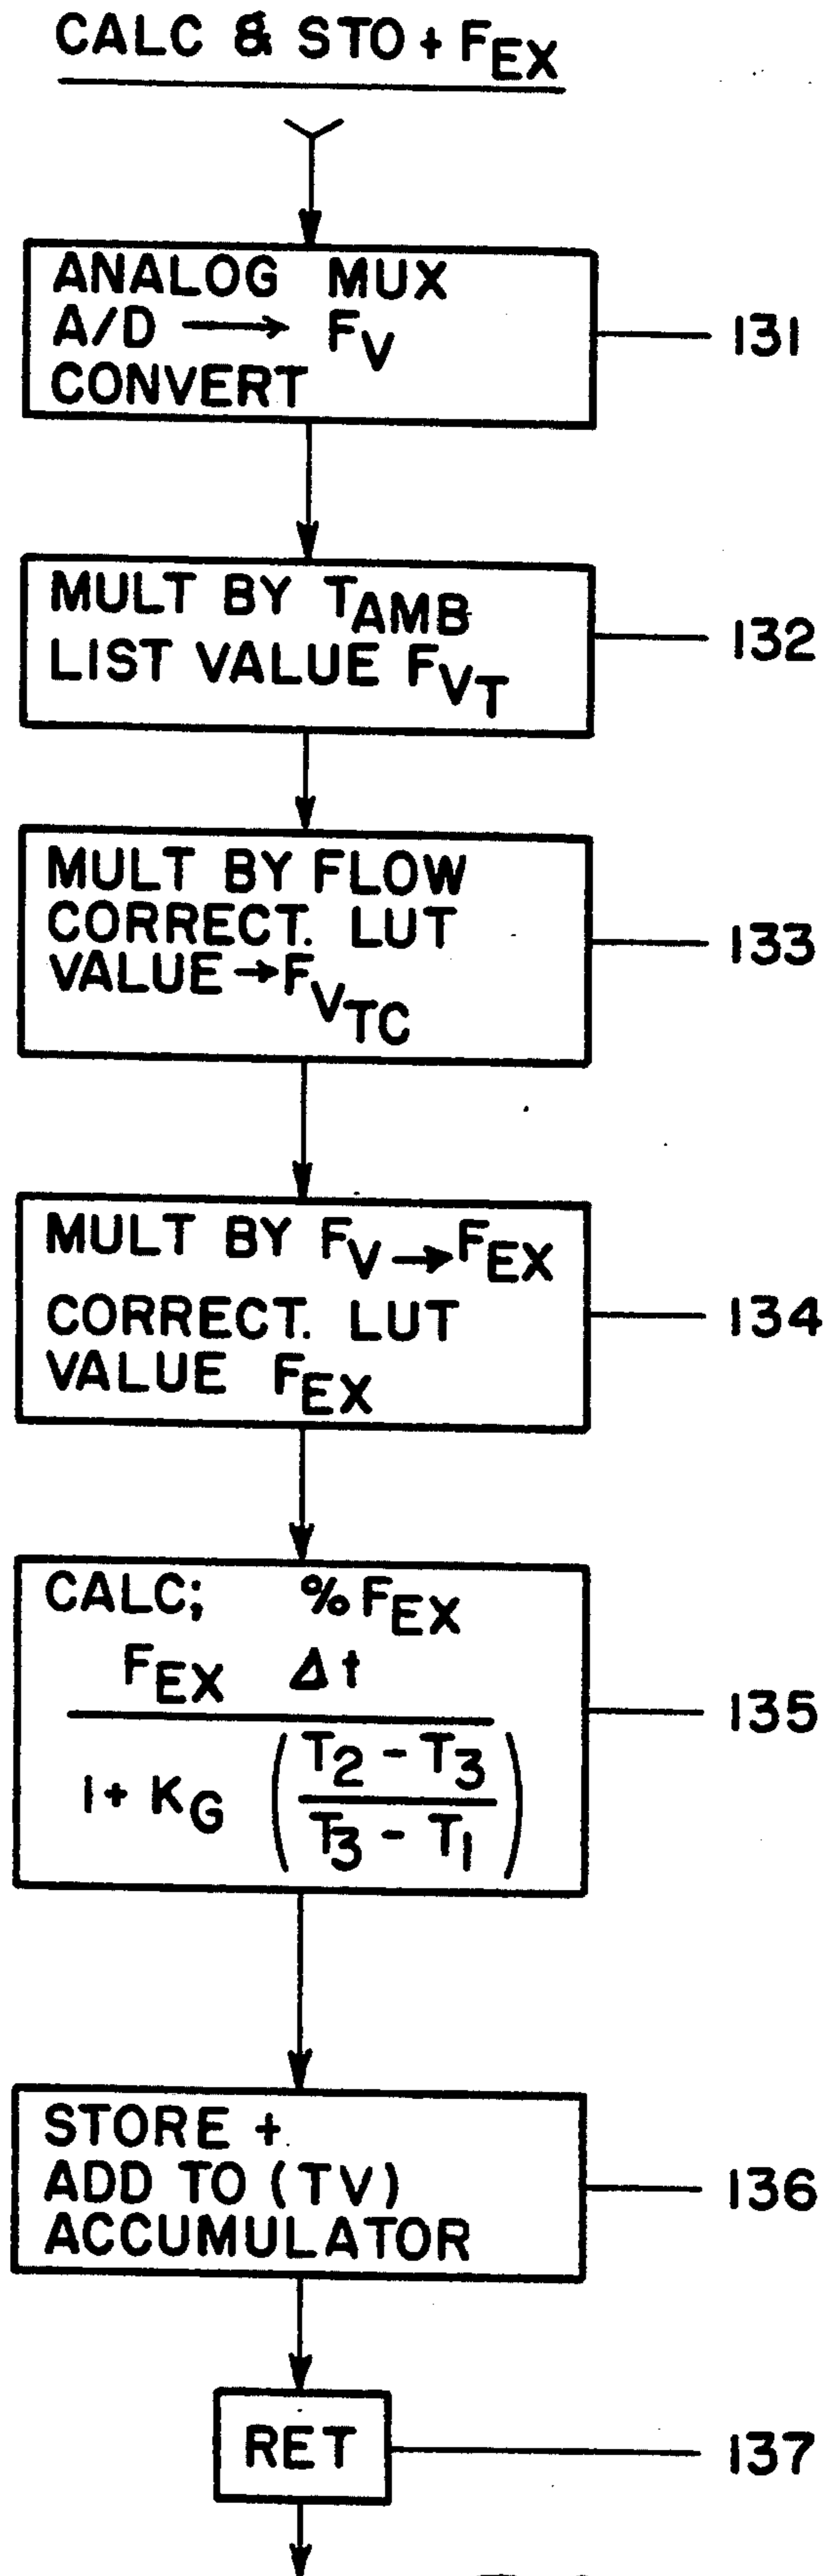 CALC & STO + FEX
ANALOG MUX
A/D → FV
CONVERT
131
MULT BY TAMB
LIST VALUE FVT
132
MULT BY FLOW
CORRECT. LUT
VALUE → FVTC
133
MULT BY FV → FEX
CORRECT. LUT
VALUE FEX
134
CALC; %FEX
FEX Δt
1 + KG (T2 - T3
T3 - T1)
135
STORE +
ADD TO (TV)
ACCUMULATOR
136
RET
137